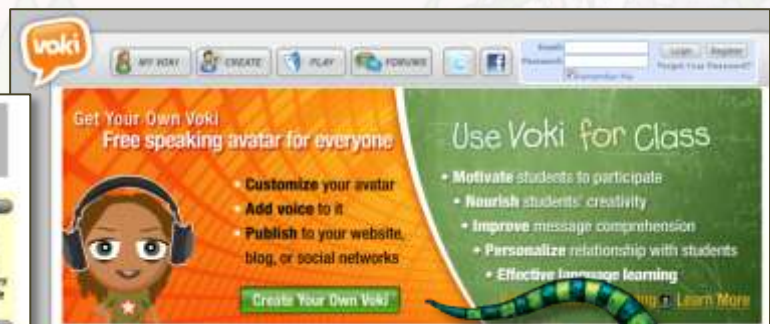 voki
MY VOKI CREATE PLAY FORUMS
Email:
Password:
Remember Me
Login Register
Forgot Your Password?
Get Your Own Voki
Free speaking avatar for everyone
• Customize your avatar
• Add voice to it
• Publish to your website,
blog, or social networks
Create Your Own Voki
Use Voki for Class
• Motivate students to participate
• Nourish students' creativity
• Improve message comprehension
• Personalize relationship with students
• Effective language learning
Learn More